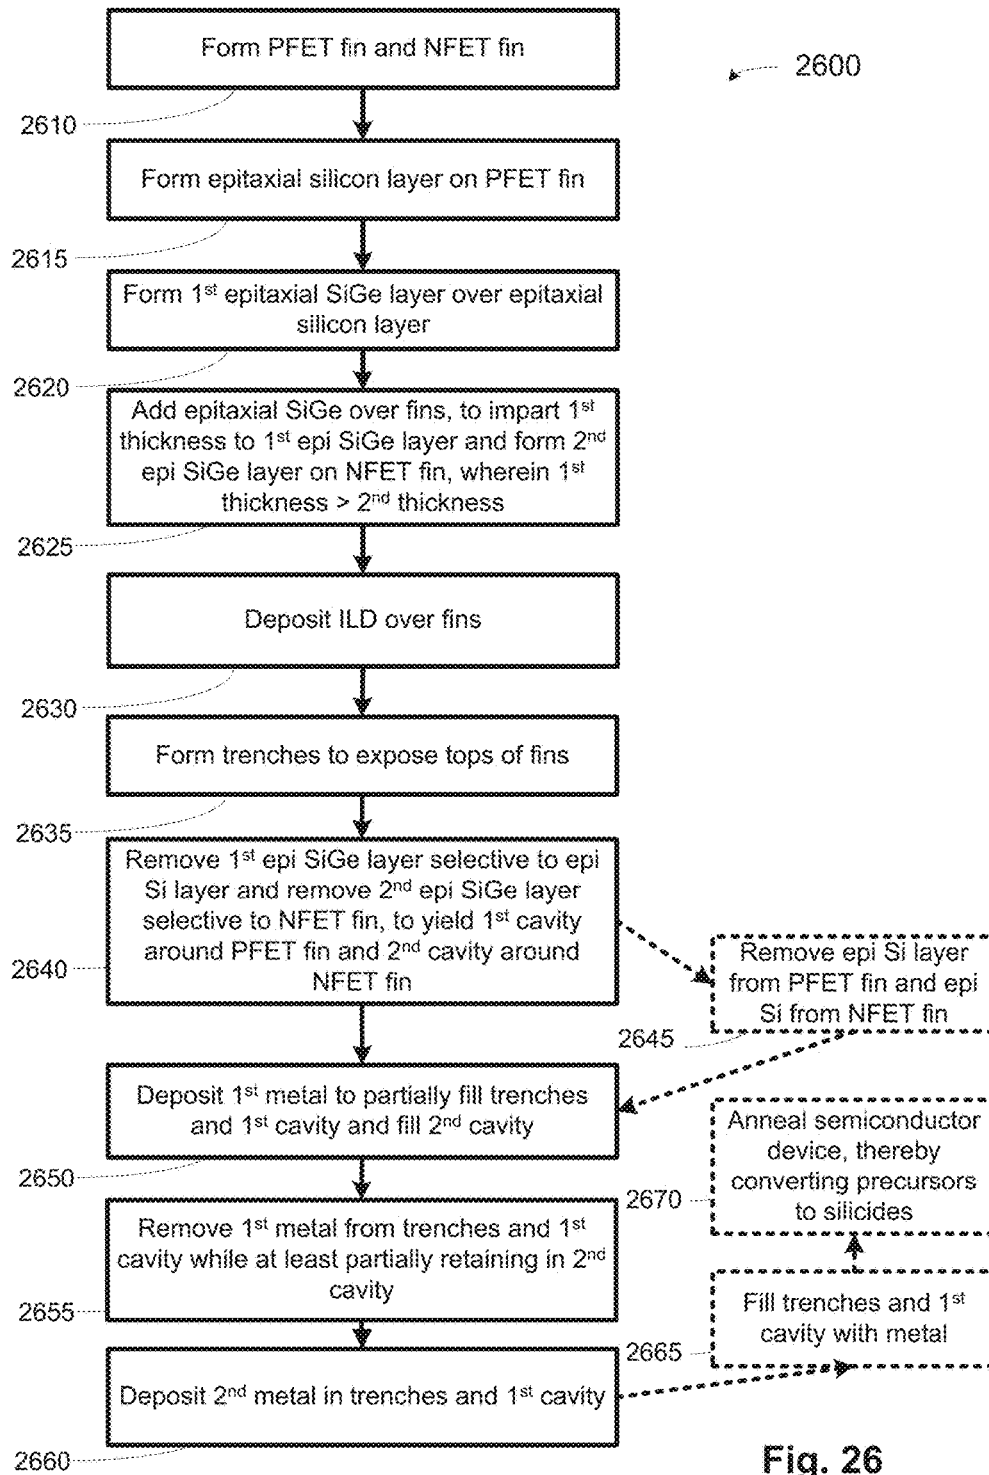 Form PFET fin and NFET fin
2600
2610
Form epitaxial silicon layer on PFET fin
2615
Form 1st epitaxial SiGe layer over epitaxial
silicon layer
2620
Add epitaxial SiGe over fins, to impart 1st
thickness to 1st epi SiGe layer and form 2nd
epi SiGe layer on NFET fin, wherein 1st
thickness > 2nd thickness
2625
Deposit ILD over fins
2630
Form trenches to expose tops of fins
2635
Remove 1st epi SiGe layer selective to epi
Si layer and remove 2nd epi SiGe layer
selective to NFET fin, to yield 1st cavity
around PFET fin and 2nd cavity around
NFET fin
2640
Remove epi Si layer
from PFET fin and epi
Si from NFET fin
2645
Deposit 1st metal to partially fill trenches
and 1st cavity and fill 2nd cavity
2650
Anneal semiconductor
device, thereby
converting precursors
to silicides
2670
Remove 1st metal from trenches and 1st
cavity while at least partially retaining in 2nd
cavity
2655
Fill trenches and 1st
cavity with metal
2665
Deposit 2nd metal in trenches and 1st cavity
2660
Fig. 26